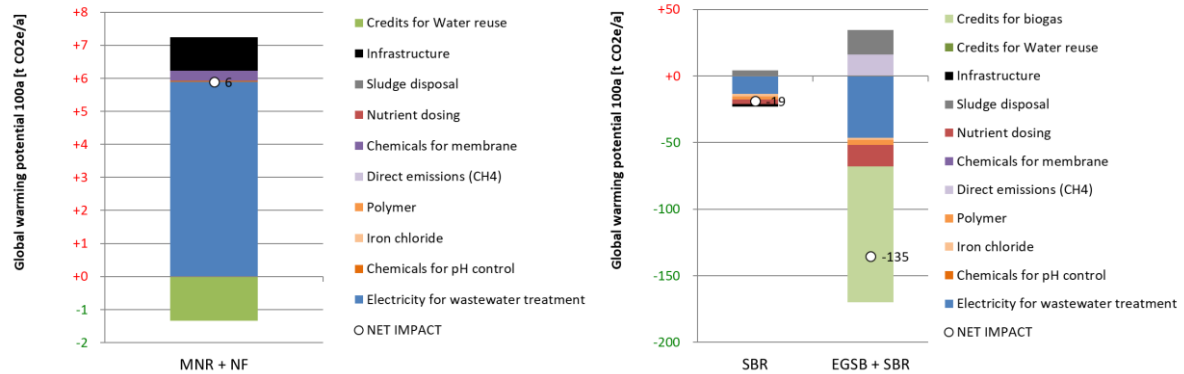 Global warming potential 100a [t CO2e/a]
+8
+7
+6
+5
+4
+3
+2
+1
+0
-1
-2
6
MNR + NF
Credits for Water reuse
Infrastructure
Sludge disposal
Nutrient dosing
Chemicals for membrane
Direct emissions (CH4)
Polymer
Iron chloride
Chemicals for pH control
Electricity for wastewater treatment
NET IMPACT
Global warming potential 100a [t CO2e/a]
+50
+0
-50
-100
-150
-200
-19
-135
SBR
EGSB + SBR
Credits for biogas
Credits for Water reuse
Infrastructure
Sludge disposal
Nutrient dosing
Chemicals for membrane
Direct emissions (CH4)
Polymer
Iron chloride
Chemicals for pH control
Electricity for wastewater treatment
NET IMPACT